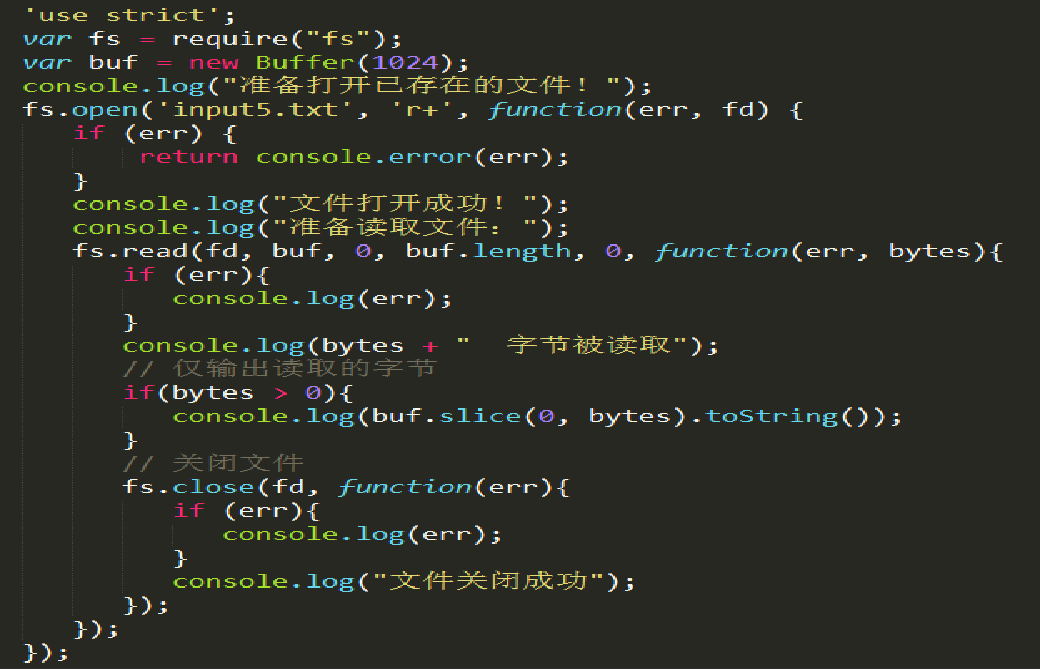 'use strict';
var fs = require("fs");
var buf = new Buffer(1024);
console.log("准备打开已存在的文件！");
fs.open('input5.txt', 'r+', function(err, fd) {
    if (err) {
        return console.error(err);
    }
    console.log("文件打开成功！");
    console.log("准备读取文件：");
    fs.read(fd, buf, 0, buf.length, 0, function(err, bytes){
        if (err){
            console.log(err);
        }
        console.log(bytes + "  字节被读取");
        // 仅输出读取的字节
        if(bytes > 0){
            console.log(buf.slice(0, bytes).toString());
        }
        // 关闭文件
        fs.close(fd, function(err){
            if (err){
                console.log(err);
            }
            console.log("文件关闭成功");
        });
    });
});